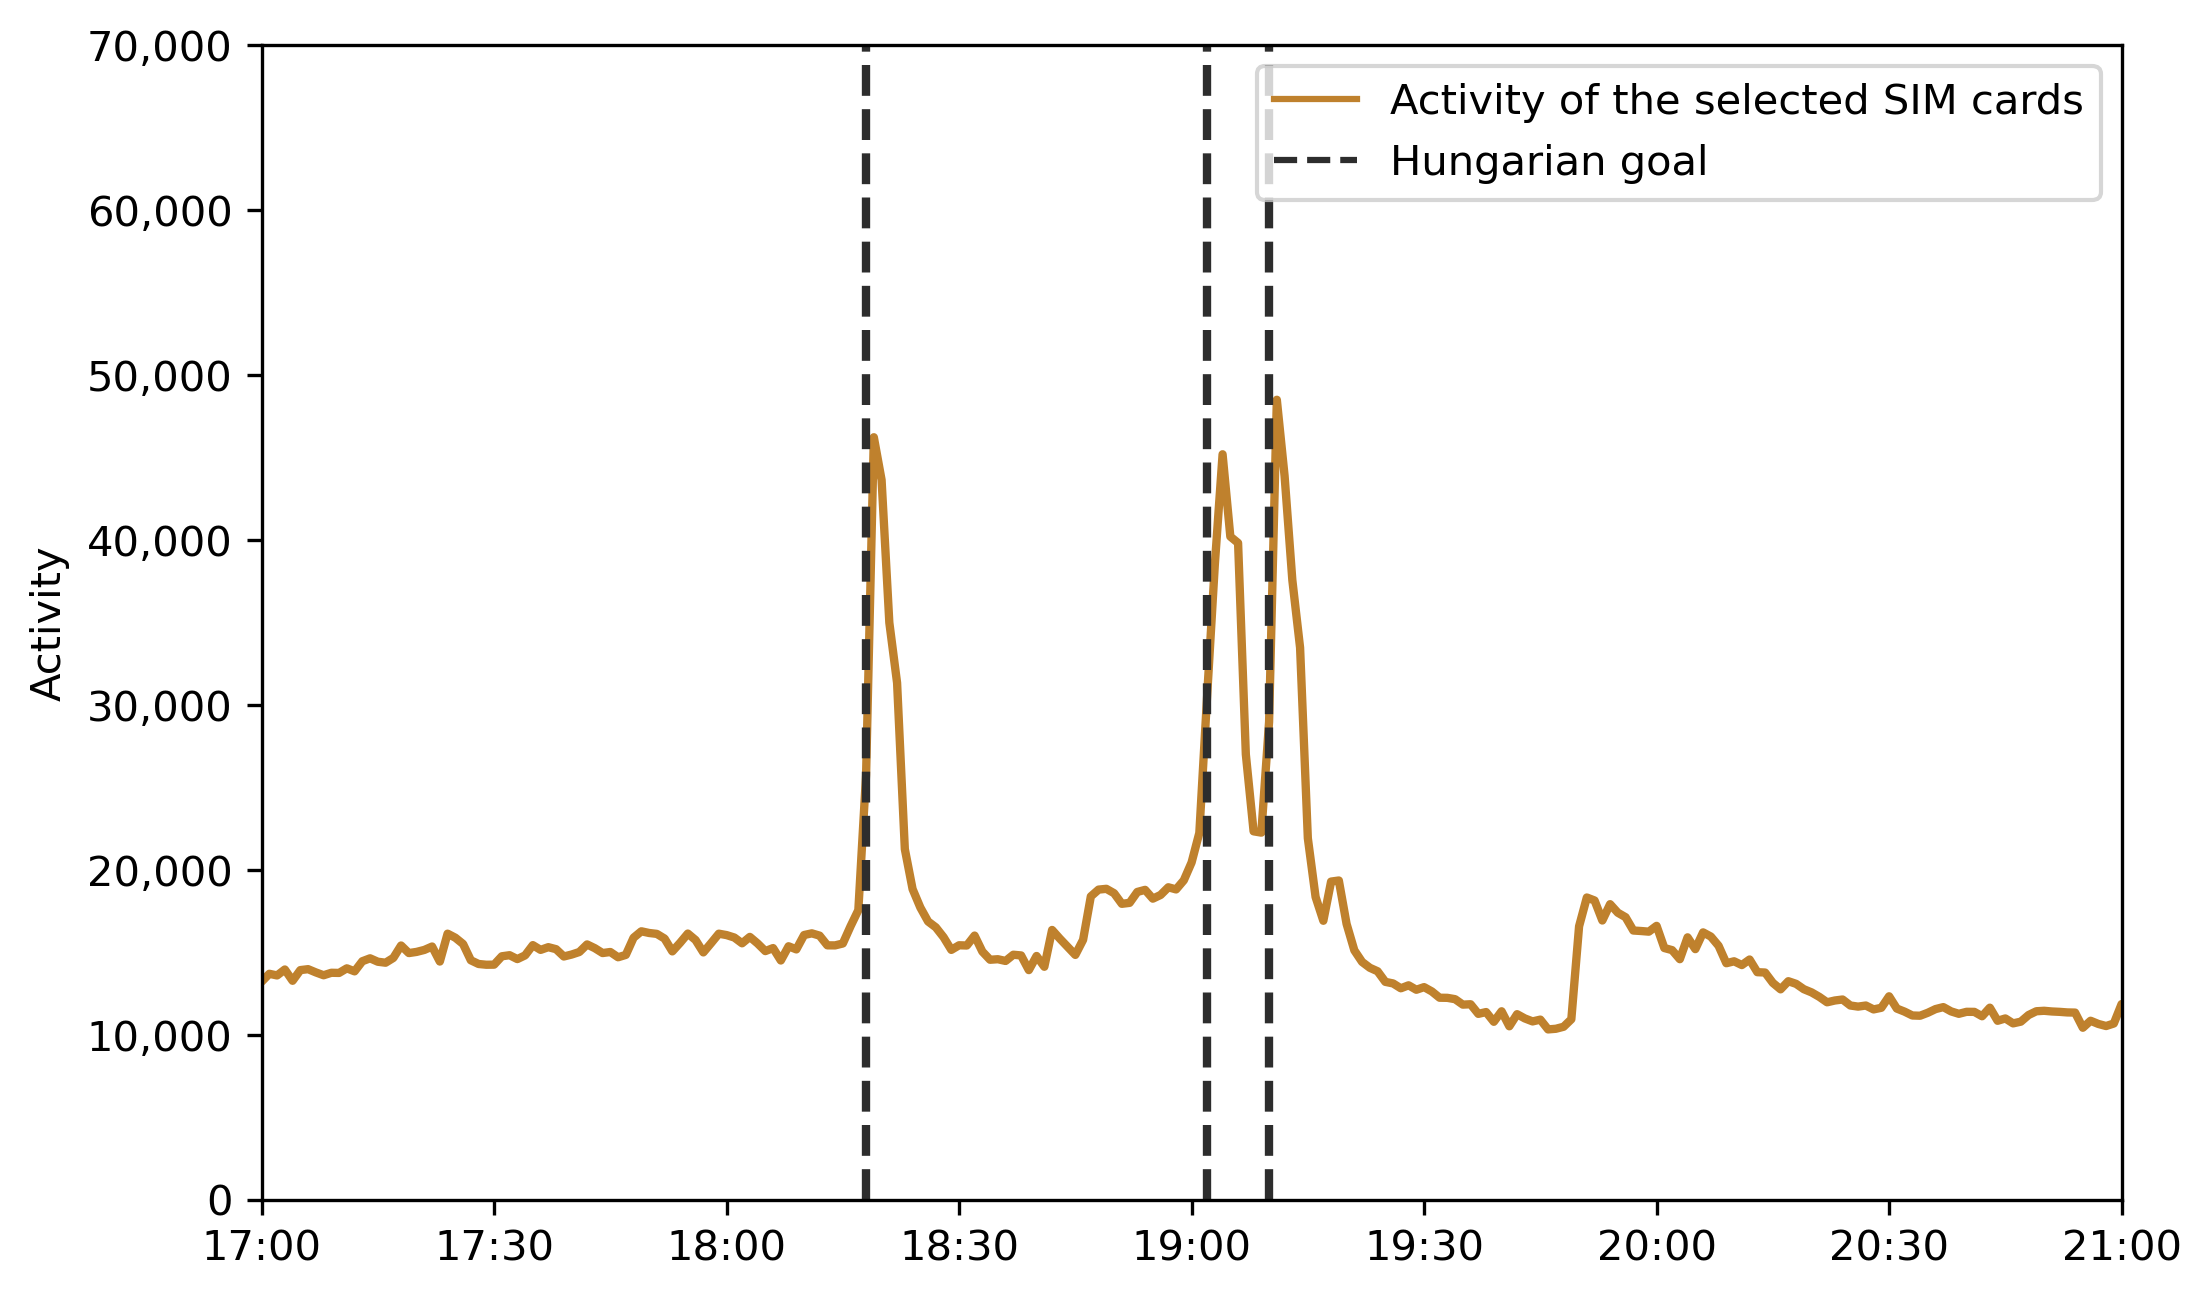 70,000
60,000
50,000
40,000
30,000
20,000
10,000
0
Activity
Activity of the selected SIM cards
Hungarian goal
17:00 17:30 18:00 18:30 19:00 19:30 20:00 20:30 21:00